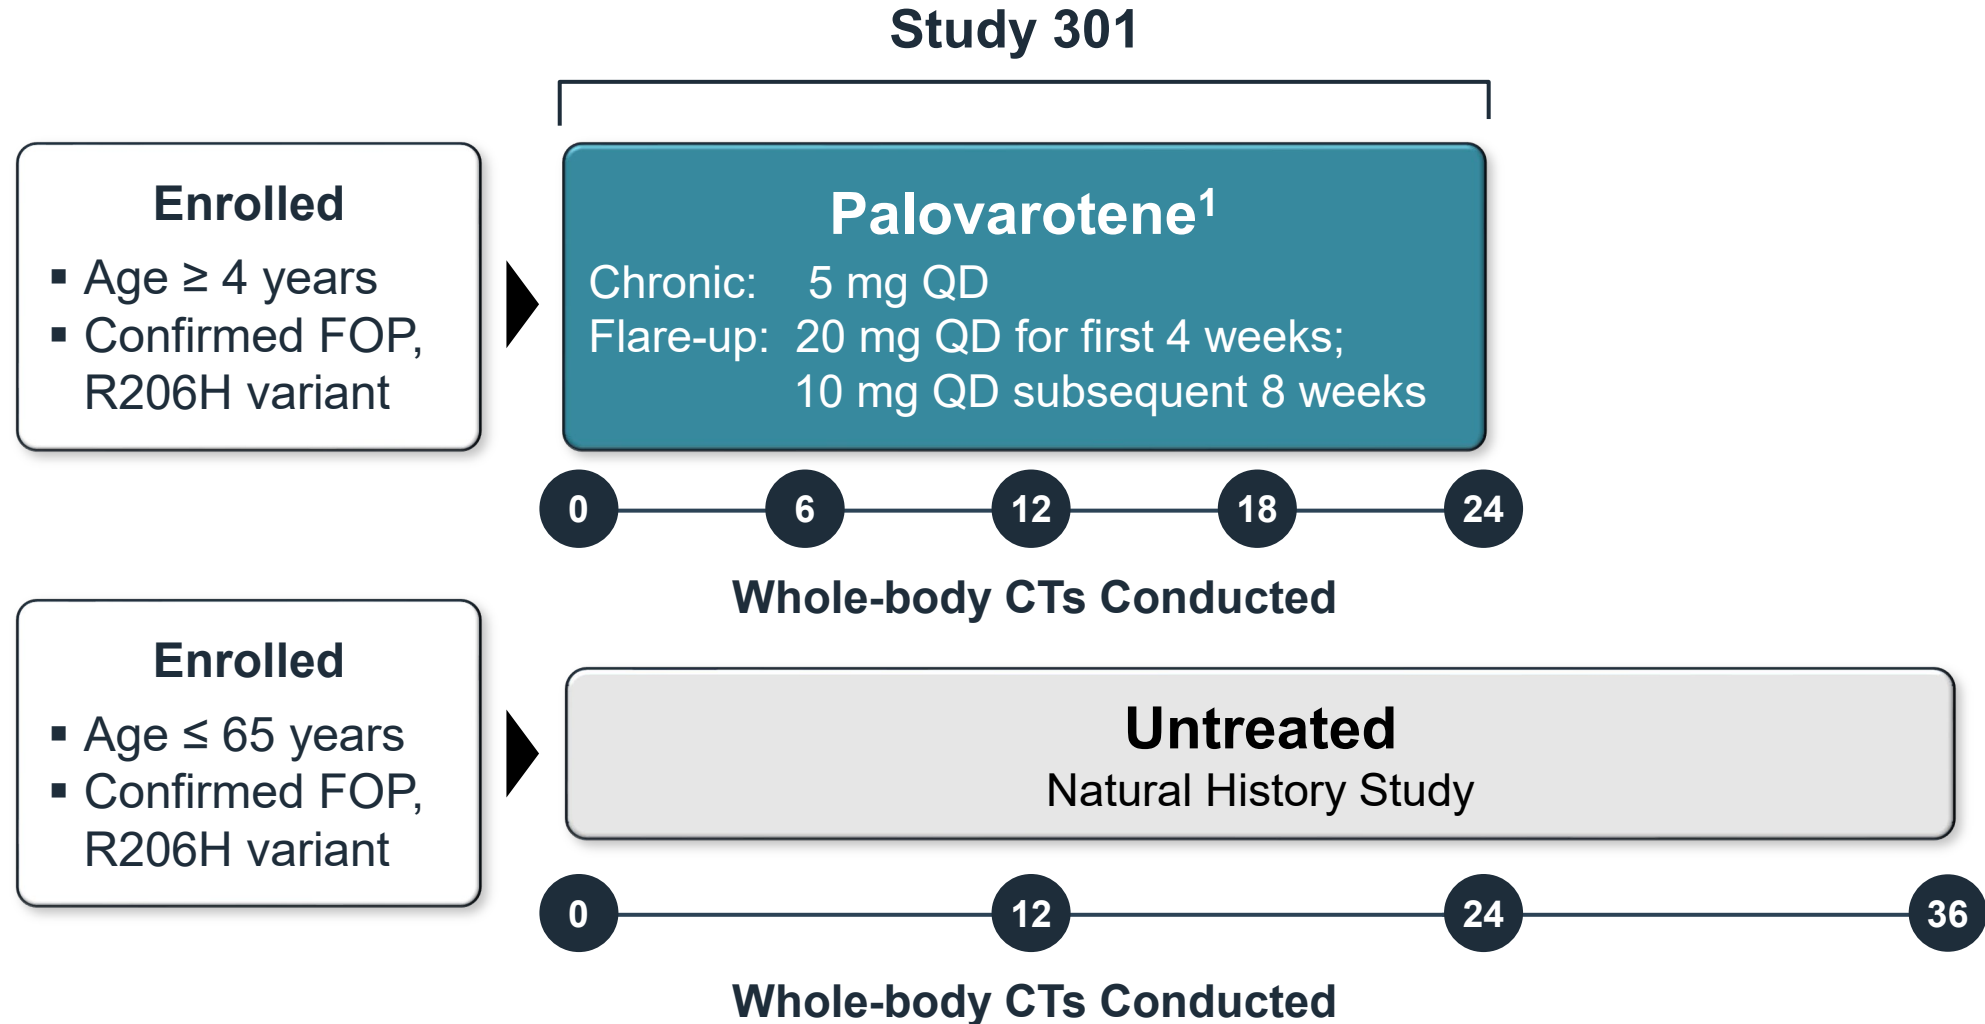 Study 301
Enrolled
▪ Age ≥ 4 years
▪ Confirmed FOP,
R206H variant
Palovarotene¹
Chronic: 5 mg QD
Flare-up: 20 mg QD for first 4 weeks;
10 mg QD subsequent 8 weeks
0 6 12 18 24
Whole-body CTs Conducted
Enrolled
▪ Age ≤ 65 years
▪ Confirmed FOP,
R206H variant
Untreated
Natural History Study
0 12 24 36
Whole-body CTs Conducted